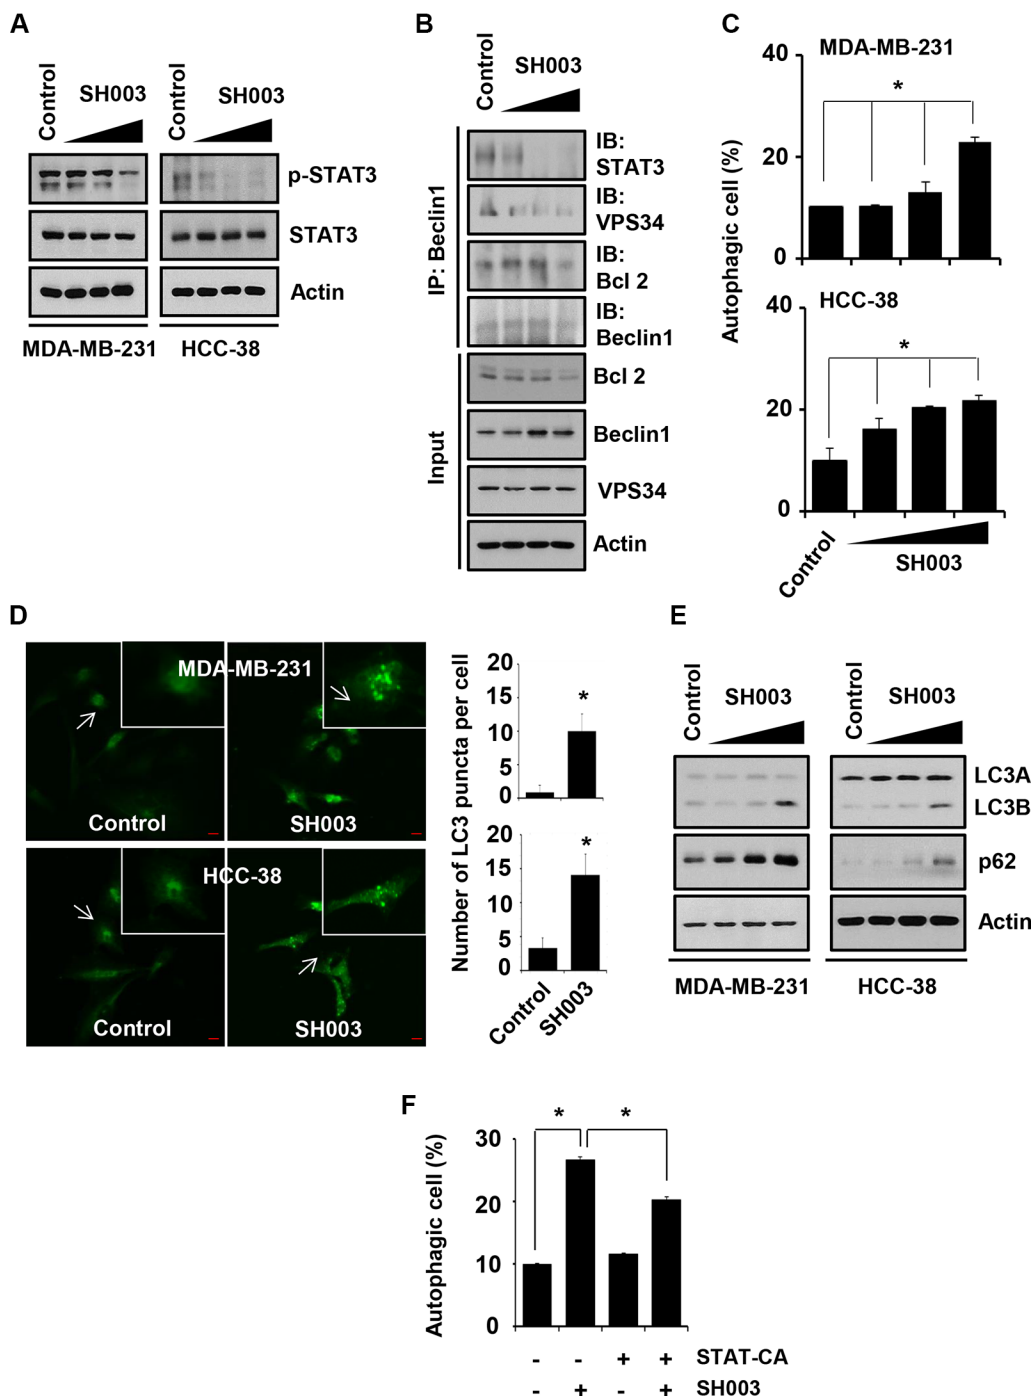 A
Control
SH003
p-STAT3
STAT3
Actin
MDA-MB-231
HCC-38
Control
SH003
B
Control
SH003
IP: Beclin1
IB:
STAT3
IB:
VPS34
IB:
Bcl 2
IB:
Beclin1
Input
Bcl 2
Beclin1
VPS34
Actin
C
Autophagic cell (%)
MDA-MB-231
40
20
0
*
HCC-38
40
20
0
*
Control
SH003
D
MDA-MB-231
Control
SH003
HCC-38
Control
SH003
Number of LC3 puncta per cell
20
15
10
5
0
*
20
15
10
5
0
*
Control
SH003
E
Control
SH003
Control
SH003
LC3A
LC3B
p62
Actin
MDA-MB-231
HCC-38
F
Autophagic cell (%)
30
20
10
0
*
*
- - + + STAT-CA
- + - + SH003